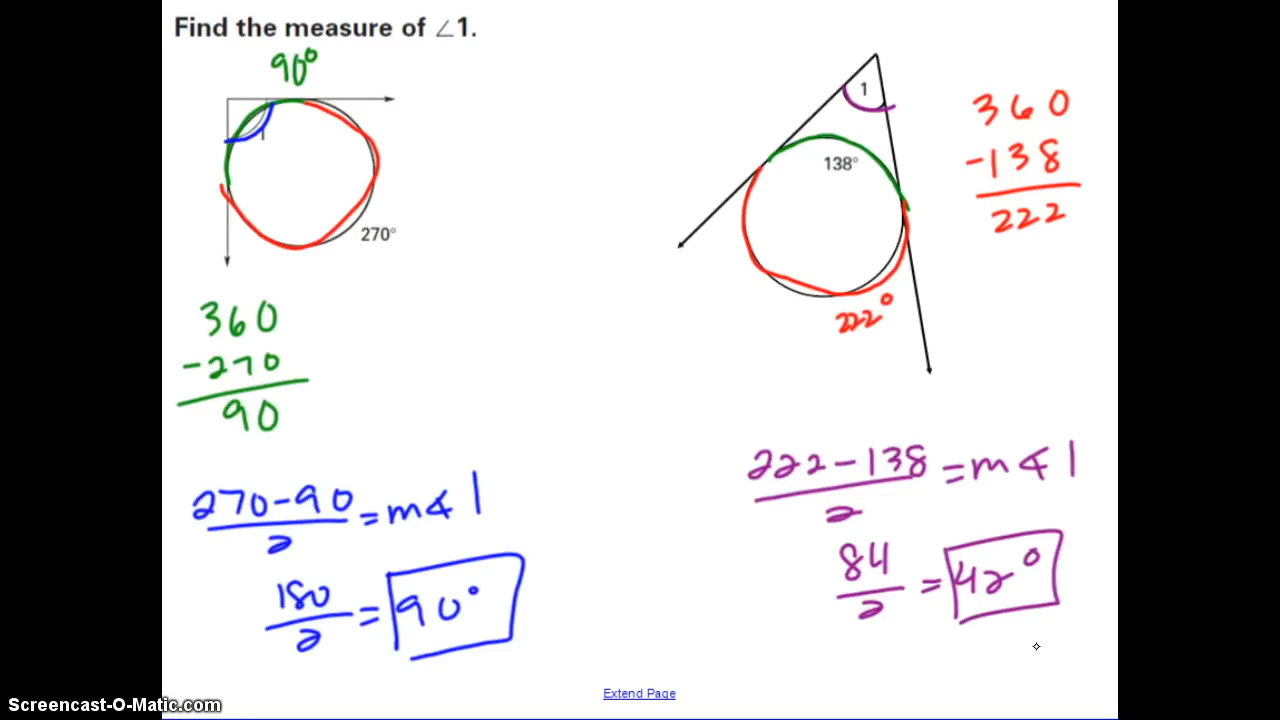 Find the measure of ∠1.
90°
1
270°
360
-270
90
270-90/2 = m∢1
180/2 = 90°
1
138°
222°
360
-138
222
222-138/2 = m∢1
84/2 = 42°
Extend Page
Screencast-O-Matic.com